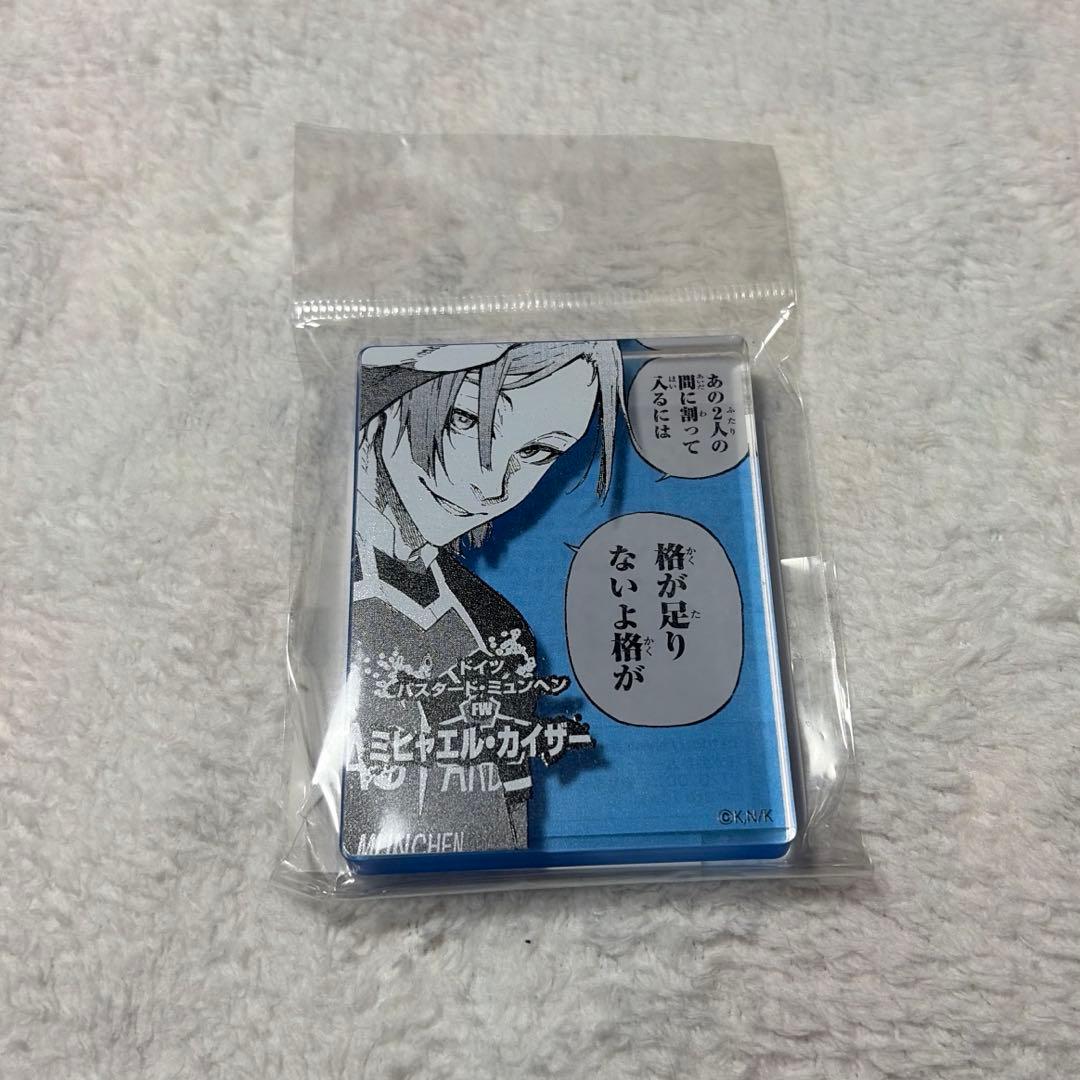 あの2人の
間に割って
入るには
格が足り
ないよ格が
ドイツ
バスタード・ミュンヘン
FW
ミヒャエル・カイザー
MÜNCHEN
©K,N/K